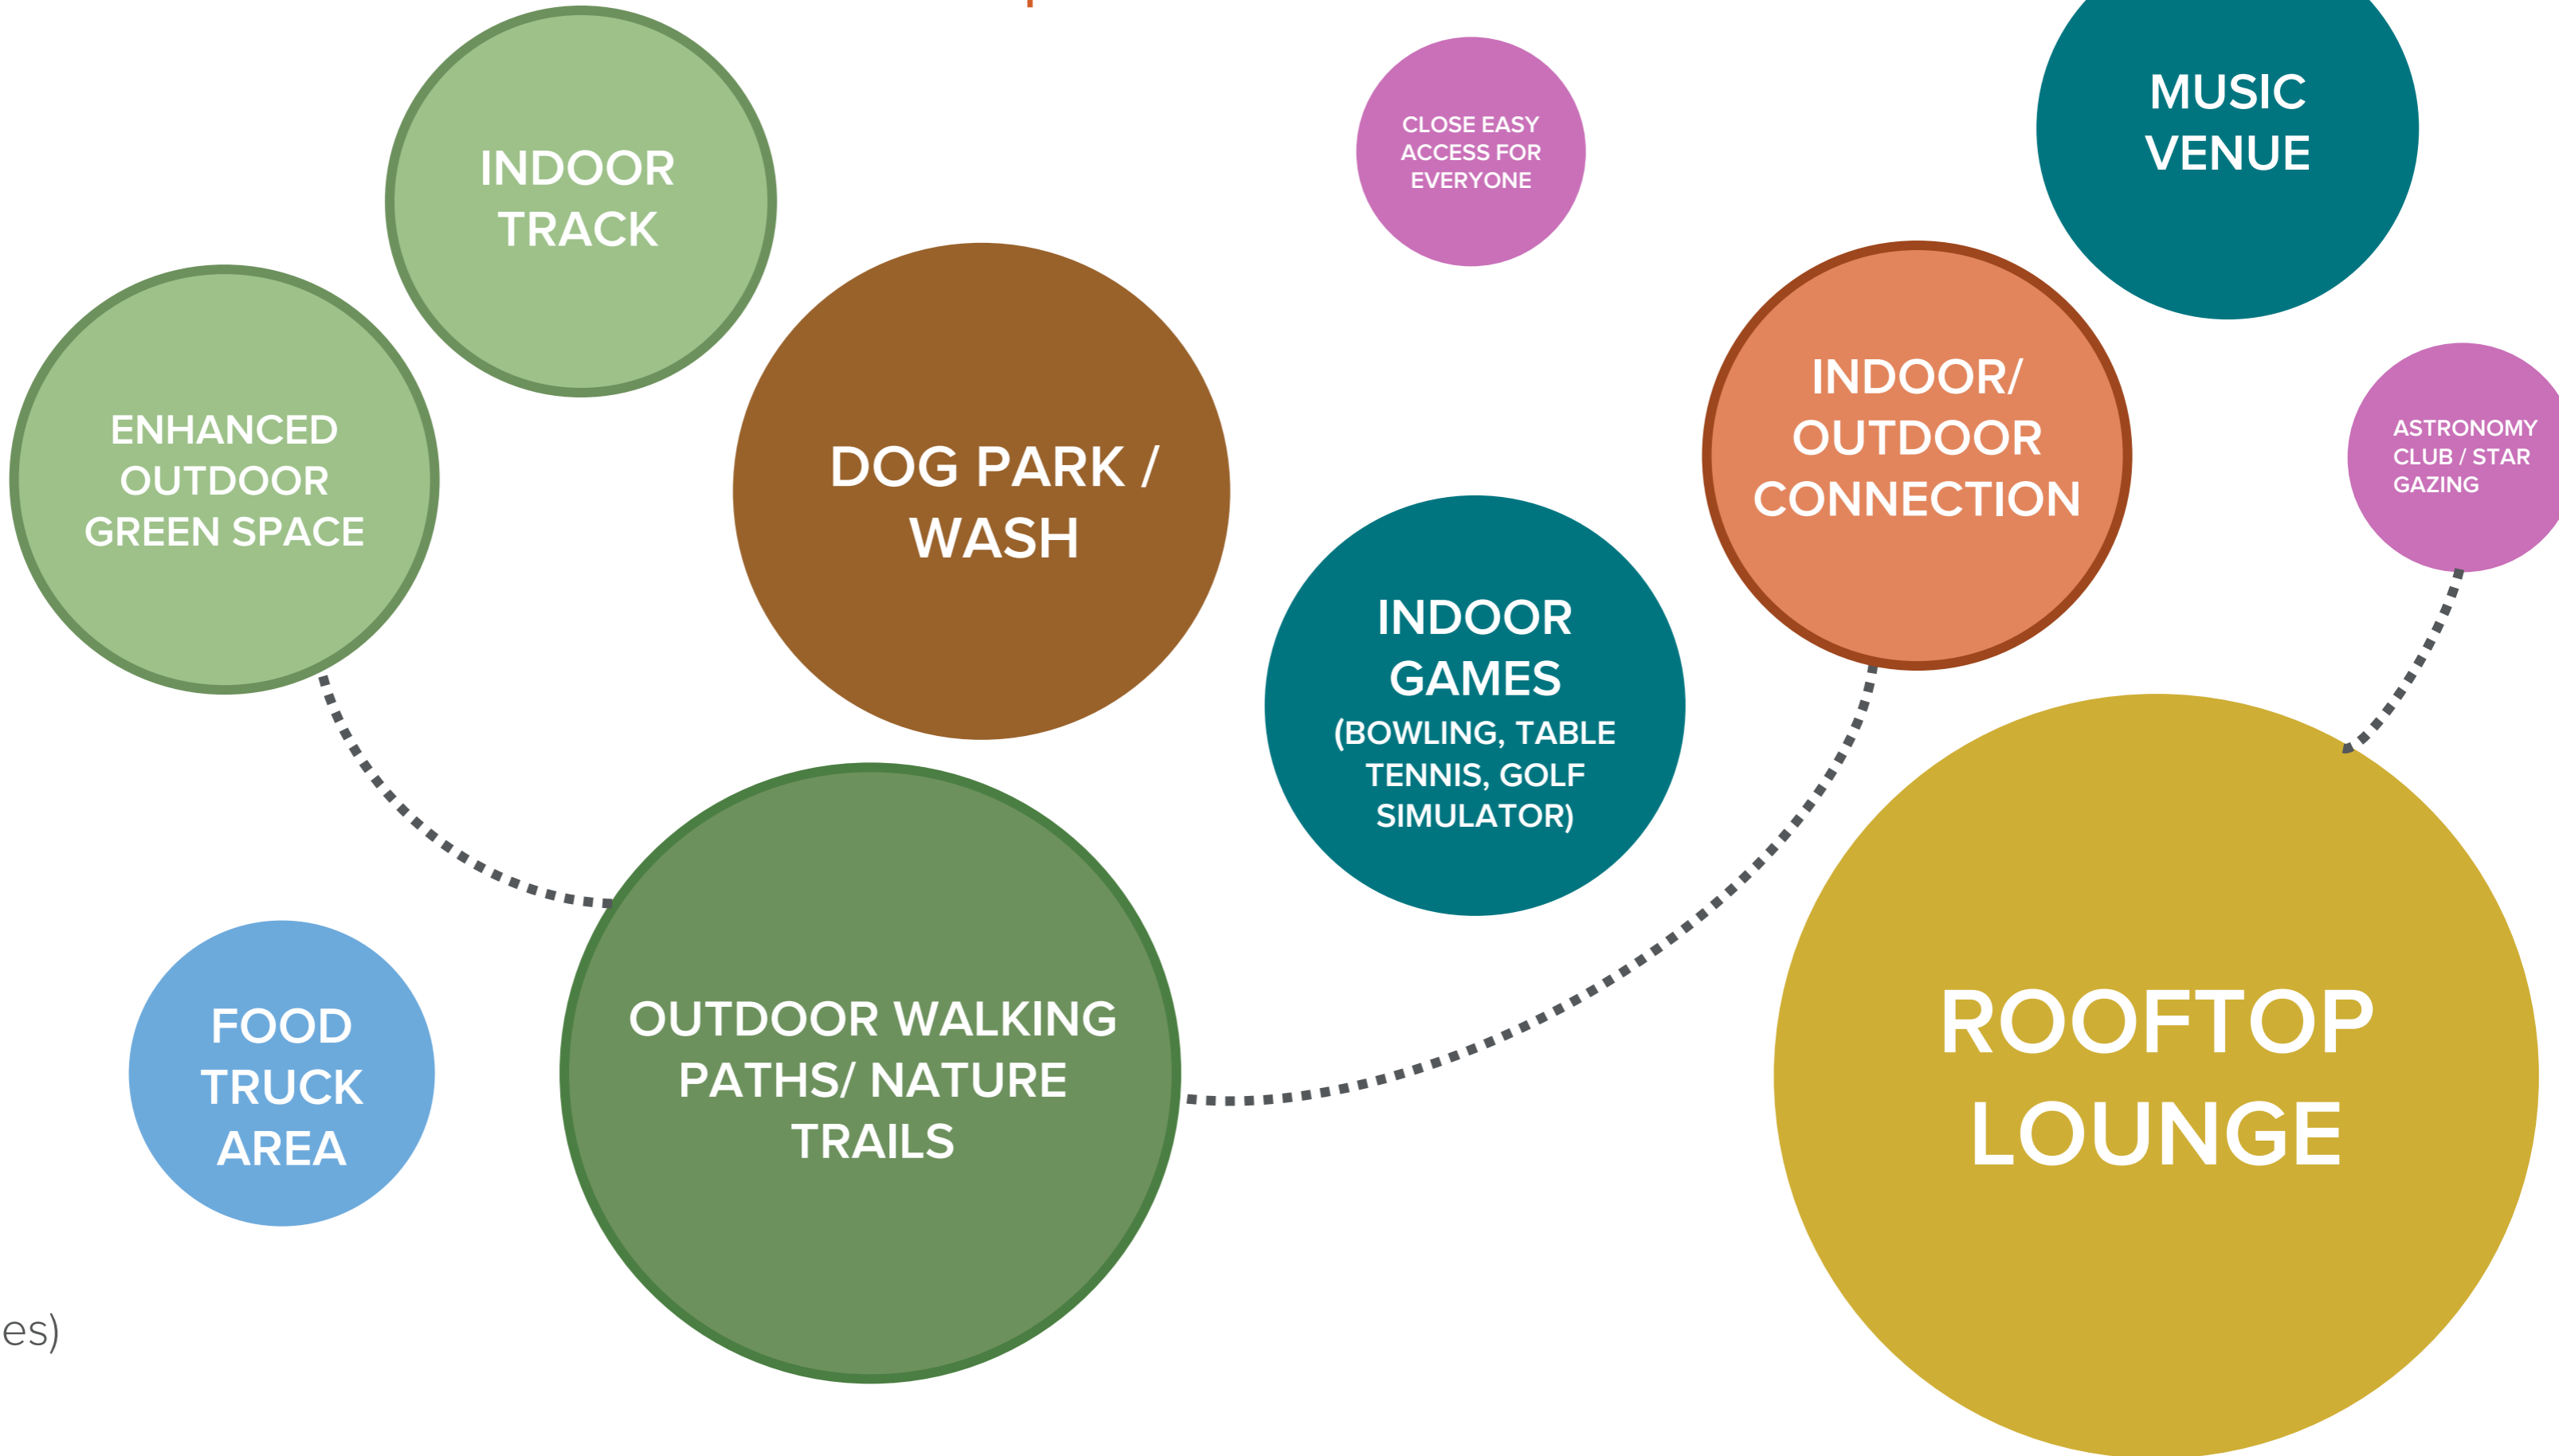 MUSIC
VENUE
CLOSE EASY
ACCESS FOR
EVERYONE
INDOOR
TRACK
INDOOR/
OUTDOOR
CONNECTION
ASTRONOMY
CLUB / STAR
GAZING
ENHANCED
OUTDOOR
GREEN SPACE
DOG PARK /
WASH
INDOOR
GAMES
(BOWLING, TABLE
TENNIS, GOLF
SIMULATOR)
FOOD
TRUCK
AREA
OUTDOOR WALKING
PATHS/ NATURE
TRAILS
ROOFTOP
LOUNGE
es)